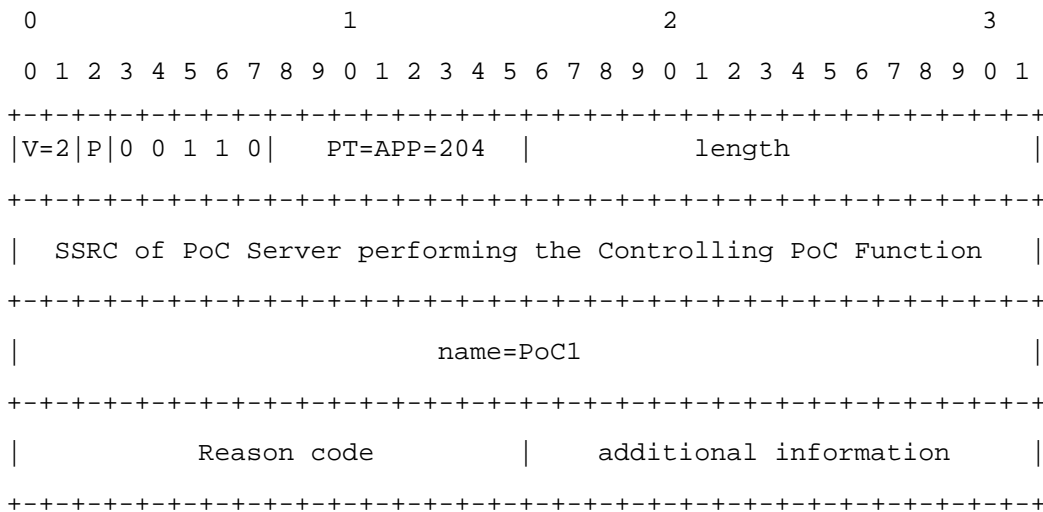 0                   1                   2                   3
0 1 2 3 4 5 6 7 8 9 0 1 2 3 4 5 6 7 8 9 0 1 2 3 4 5 6 7 8 9 0 1
+-+-+-+-+-+-+-+-+-+-+-+-+-+-+-+-+-+-+-+-+-+-+-+-+-+-+-+-+-+-+-+-+
|V=2|P|0 0 1 1 0|   PT=APP=204  |          length               |
+-+-+-+-+-+-+-+-+-+-+-+-+-+-+-+-+-+-+-+-+-+-+-+-+-+-+-+-+-+-+-+-+
|  SSRC of PoC Server performing the Controlling PoC Function   |
+-+-+-+-+-+-+-+-+-+-+-+-+-+-+-+-+-+-+-+-+-+-+-+-+-+-+-+-+-+-+-+-+
|                          name=PoC1                            |
+-+-+-+-+-+-+-+-+-+-+-+-+-+-+-+-+-+-+-+-+-+-+-+-+-+-+-+-+-+-+-+-+
|           Reason code         |    additional information     |
+-+-+-+-+-+-+-+-+-+-+-+-+-+-+-+-+-+-+-+-+-+-+-+-+-+-+-+-+-+-+-+-+